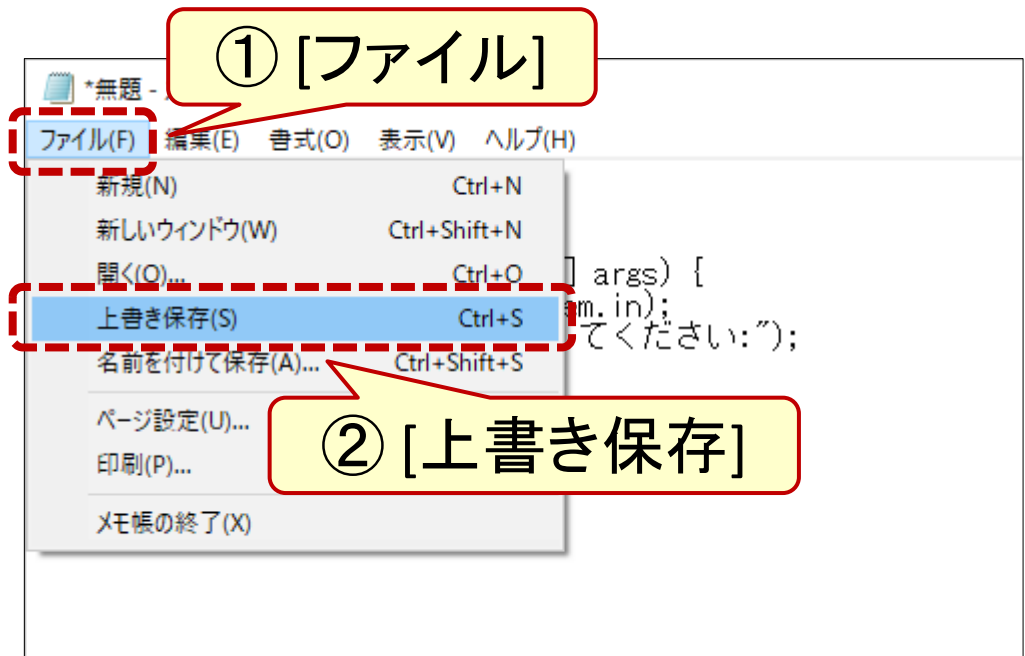 ① [ファイル]
*無題 -
ファイル(F) 編集(E) 書式(O) 表示(V) ヘルプ(H)
新規(N) Ctrl+N
新しいウィンドウ(W) Ctrl+Shift+N
開く(O)... Ctrl+O
] args) {
上書き保存(S) Ctrl+S
em.in);
てください:");
名前を付けて保存(A)... Ctrl+Shift+S
ページ設定(U)...
② [上書き保存]
印刷(P)...
メモ帳の終了(X)